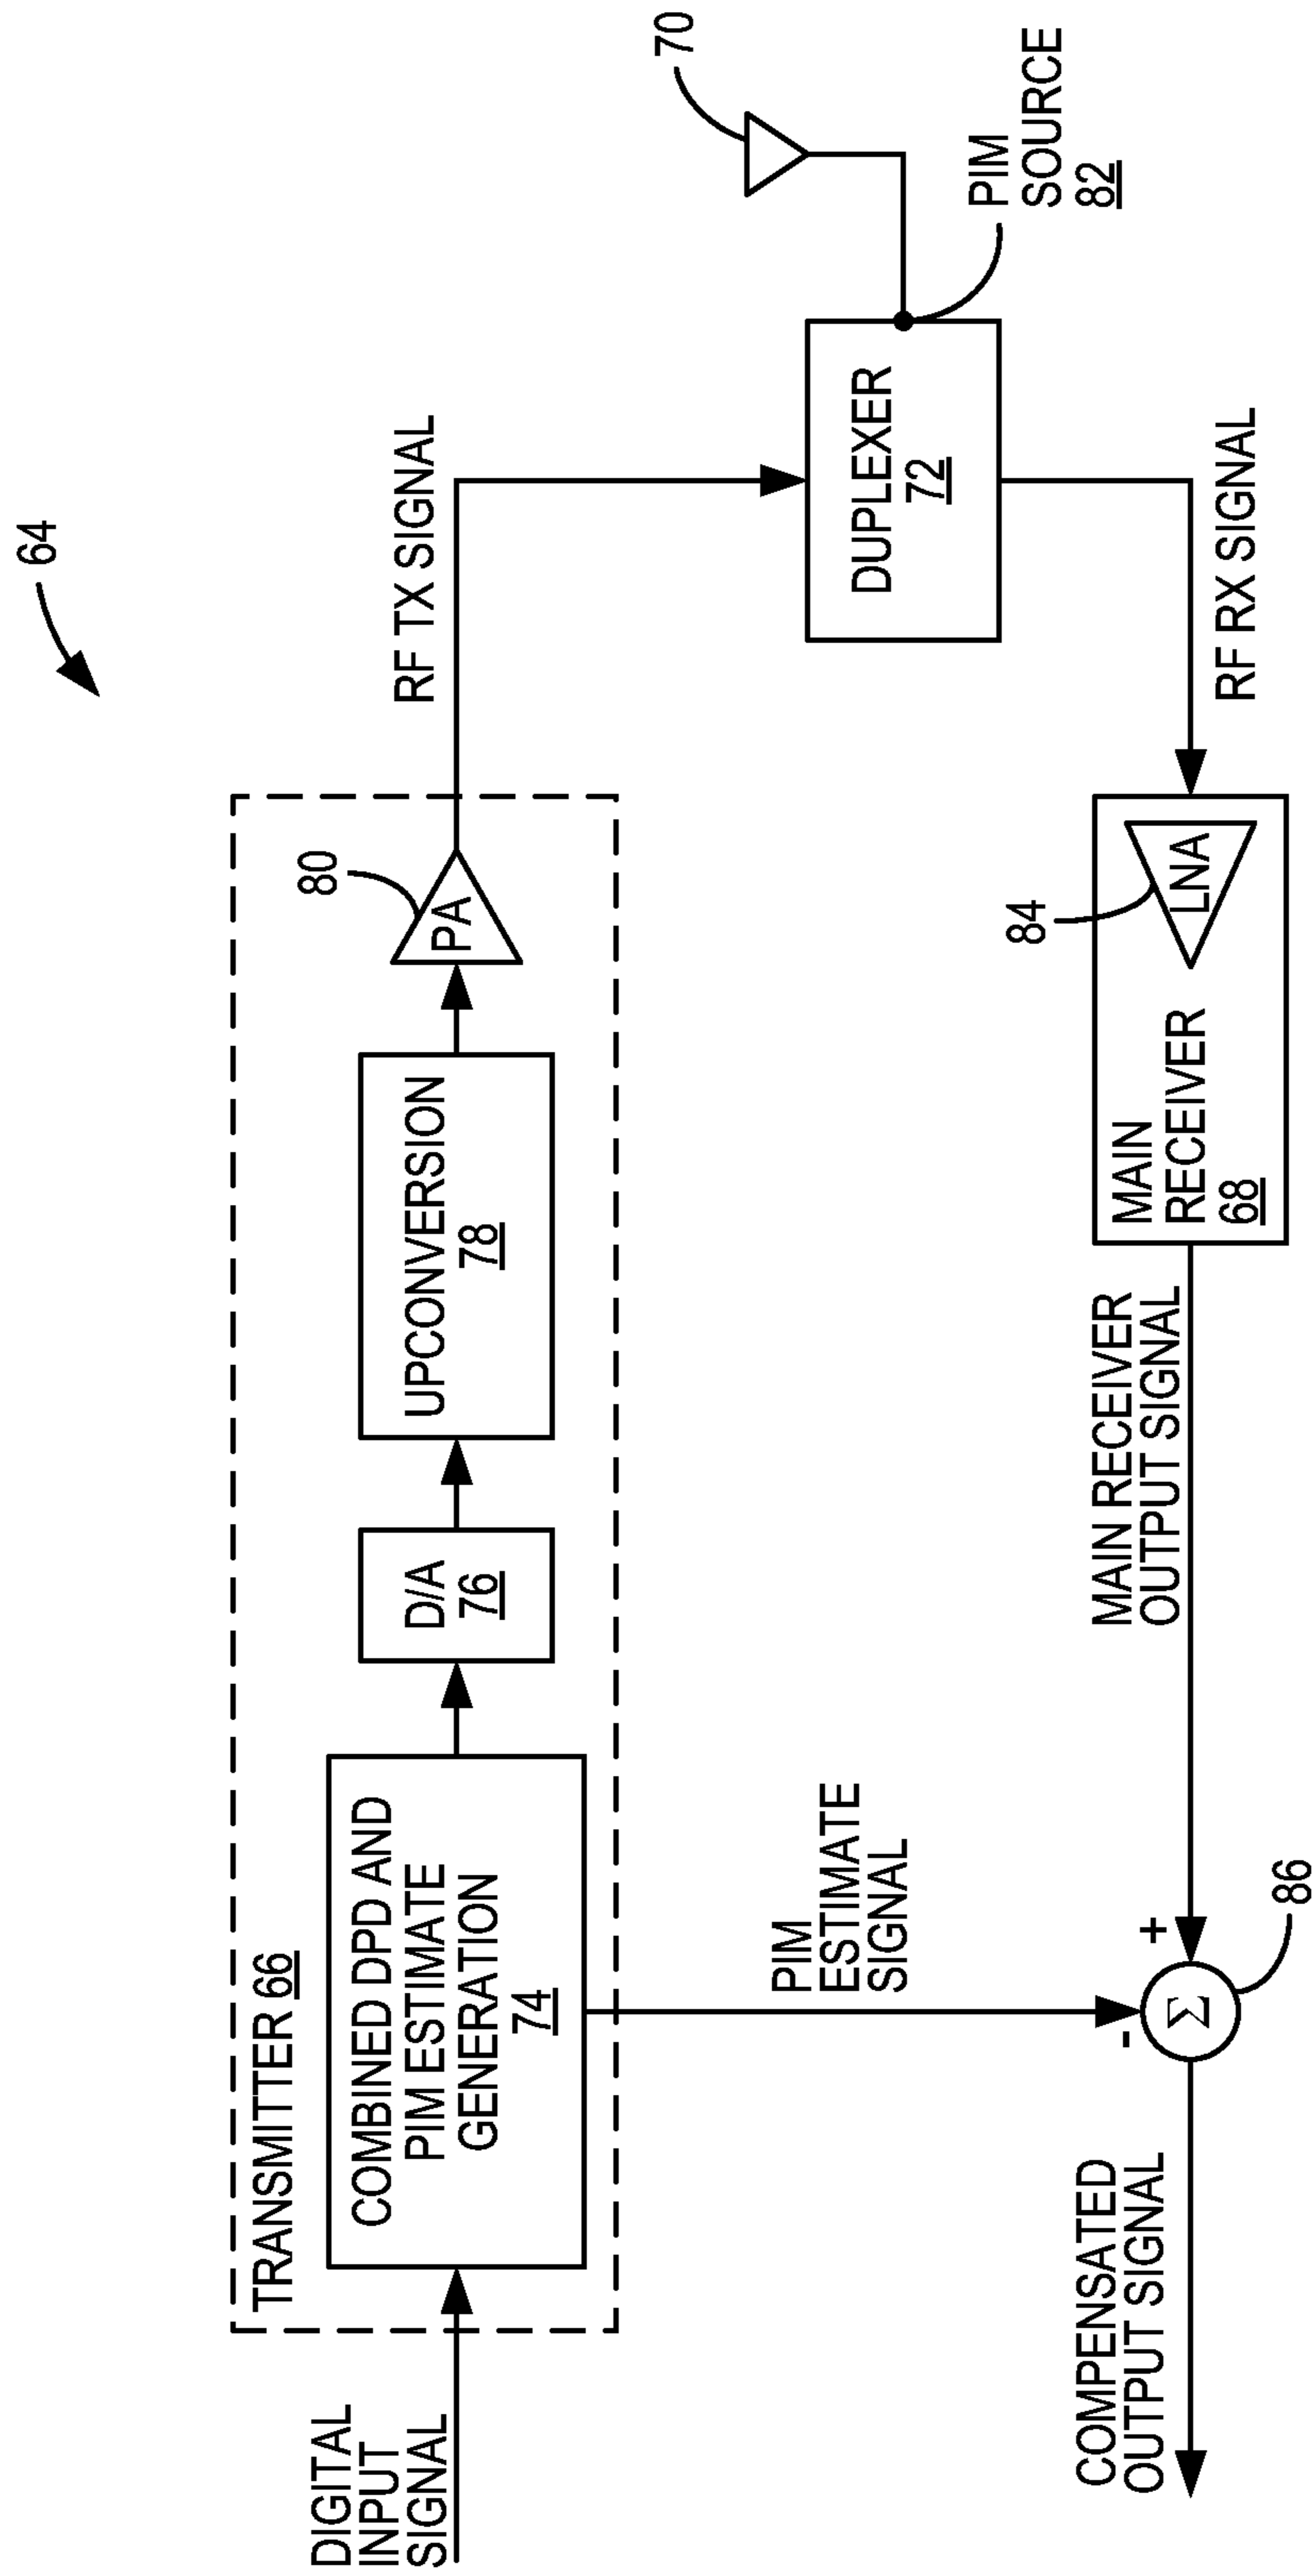 64
TRANSMITTER 66
DIGITAL
INPUT
SIGNAL
COMBINED DPD AND
PIM ESTIMATE
GENERATION
74
D/A
76
UPCONVERSION
78
80
PA
RF TX SIGNAL
70
DUPLEXER
72
PIM
SOURCE
82
RF RX SIGNAL
84
LNA
MAIN
RECEIVER
68
MAIN RECEIVER
OUTPUT SIGNAL
PIM
ESTIMATE
SIGNAL
+
-
Σ
86
COMPENSATED
OUTPUT SIGNAL